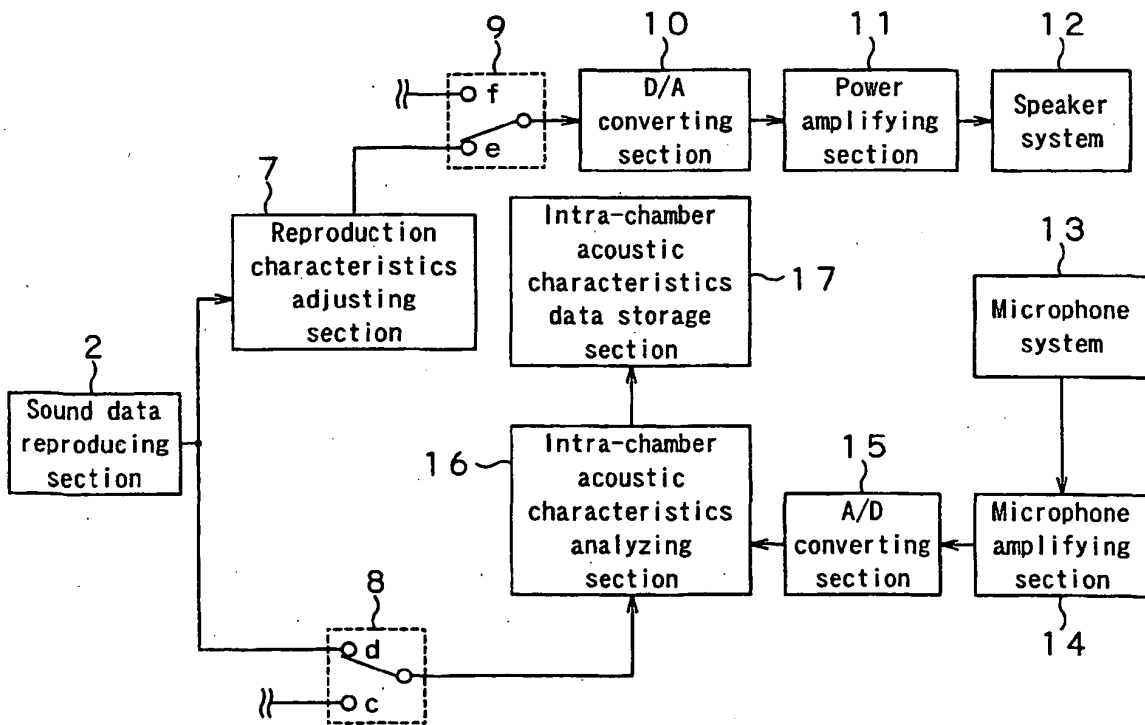 9
10
11
12
f
e
D/A
converting
section
Power
amplifying
section
Speaker
system
7
Reproduction
characteristics
adjusting
section
Intra-chamber
acoustic
characteristics
data storage
section
17
13
Microphone
system
2
Sound data
reproducing
section
16
Intra-chamber
acoustic
characteristics
analyzing
section
15
A/D
converting
section
Microphone
amplifying
section
14
8
d
c